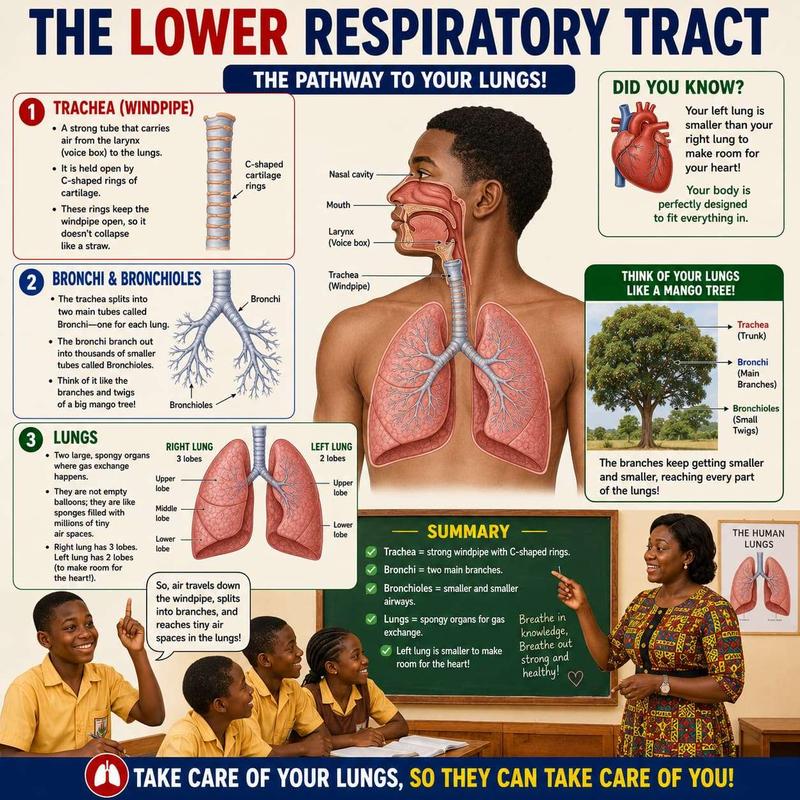 THE LOWER RESPIRATORY TRACT
THE PATHWAY TO YOUR LUNGS!
1 TRACHEA (WINDPIPE)
• A strong tube that carries
air from the larynx
(voice box) to the lungs.
• It is held open by
C-shaped rings of
cartilage.
• These rings keep the
windpipe open, so it
doesn't collapse
like a straw.
C-shaped
cartilage
rings
2 BRONCHI & BRONCHIOLES
• The trachea splits into
two main tubes called
Bronchi—one for each lung.
• The bronchi branch out
into thousands of smaller
tubes called Bronchioles.
• Think of it like the
branches and twigs
of a big mango tree!
Bronchi
Bronchioles
3 LUNGS
• Two large, spongy organs
where gas exchange
happens.
• They are not empty
balloons; they are like
sponges filled with
millions of tiny
air spaces.
• Right lung has 3 lobes.
Left lung has 2 lobes
(to make room for
the heart!).
RIGHT LUNG
3 lobes
LEFT LUNG
2 lobes
Upper
lobe
Middle
lobe
Lower
lobe
Upper
lobe
Lower
lobe
Nasal cavity
Mouth
Larynx
(Voice box)
Trachea
(Windpipe)
DID YOU KNOW?
Your left lung is
smaller than your
right lung to
make room for
your heart!
Your body is
perfectly designed
to fit everything in.
THINK OF YOUR LUNGS
LIKE A MANGO TREE!
Trachea
(Trunk)
Bronchi
(Main
Branches)
Bronchioles
(Small
Twigs)
The branches keep getting smaller
and smaller, reaching every part
of the lungs!
So, air travels down
the windpipe, splits
into branches, and
reaches tiny air
spaces in the lungs!
SUMMARY
Trachea = strong windpipe with C-shaped rings.
Bronchi = two main branches.
Bronchioles = smaller and smaller
airways.
Lungs = spongy organs for gas
exchange.
Left lung is smaller to make
room for the heart!
Breathe in
knowledge,
Breathe out
strong and
healthy!
THE HUMAN
LUNGS
TAKE CARE OF YOUR LUNGS, SO THEY CAN TAKE CARE OF YOU!